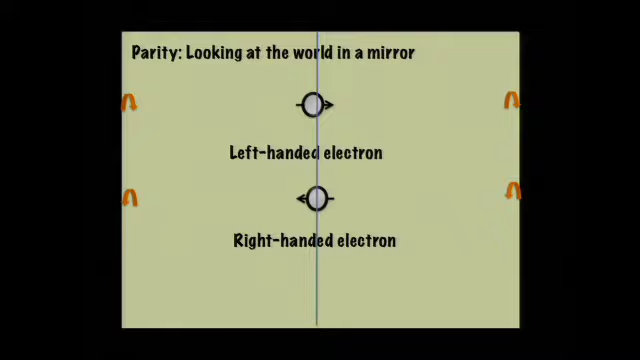 Parity: Looking at the world in a mirror
Left-handed electron
Right-handed electron